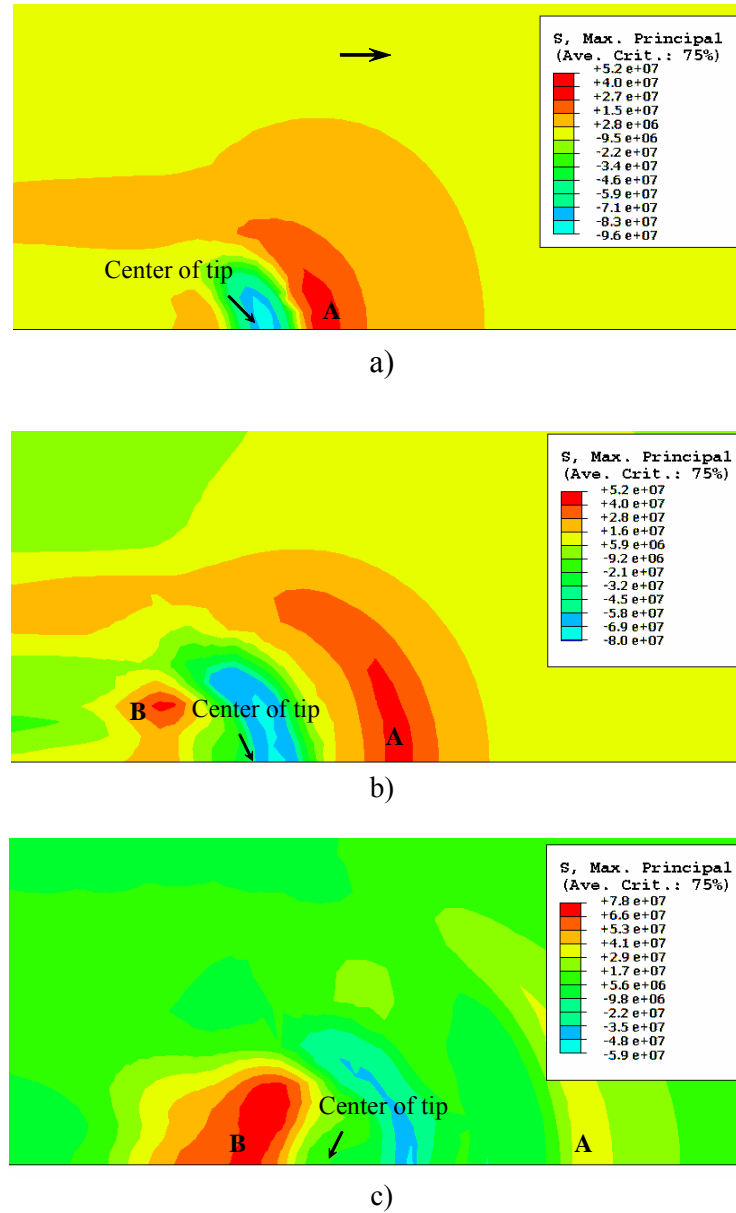 S, Max. Principal
(Ave. Crit.: 75%)
+5.2 e+07
+4.0 e+07
+2.7 e+07
+1.5 e+07
+2.8 e+06
-9.5 e+06
-2.2 e+07
-3.4 e+07
-4.6 e+07
-5.9 e+07
-7.1 e+07
-8.3 e+07
-9.6 e+07
Center of tip
A
a)
S, Max. Principal
(Ave. Crit.: 75%)
+5.2 e+07
+4.0 e+07
+2.8 e+07
+1.6 e+07
+5.9 e+06
-9.2 e+06
-2.1 e+07
-3.2 e+07
-4.5 e+07
-5.8 e+07
-6.9 e+07
-8.0 e+07
B
Center of tip
A
b)
S, Max. Principal
(Ave. Crit.: 75%)
+7.8 e+07
+6.6 e+07
+5.3 e+07
+4.1 e+07
+2.9 e+07
+1.7 e+07
+5.6 e+06
-9.8 e+06
-2.2 e+07
-3.5 e+07
-4.8 e+07
-5.9 e+07
Center of tip
B
A
c)